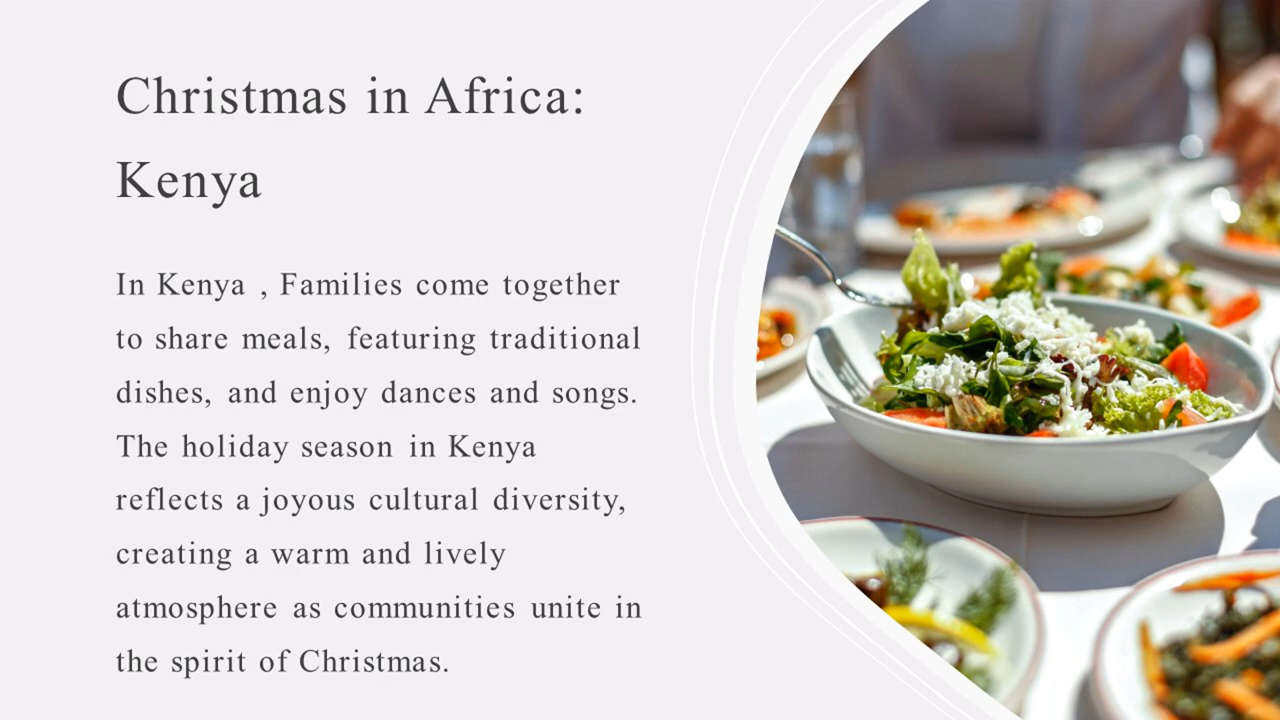 Christmas in Africa:
Kenya
In Kenya , Families come together
to share meals, featuring traditional
dishes, and enjoy dances and songs.
The holiday season in Kenya
reflects a joyous cultural diversity,
creating a warm and lively
atmosphere as communities unite in
the spirit of Christmas.